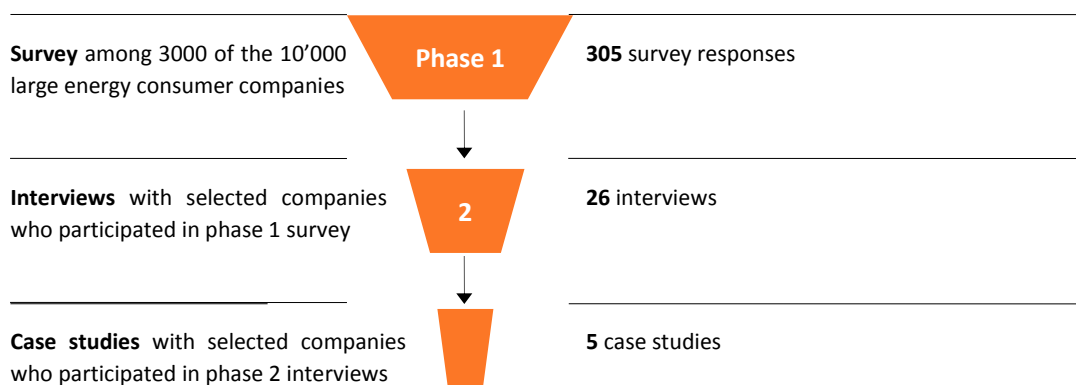 Survey among 3000 of the 10’000
large energy consumer companies
Phase 1
305 survey responses
Interviews with selected companies
who participated in phase 1 survey
2
26 interviews
Case studies with selected companies
who participated in phase 2 interviews
5 case studies